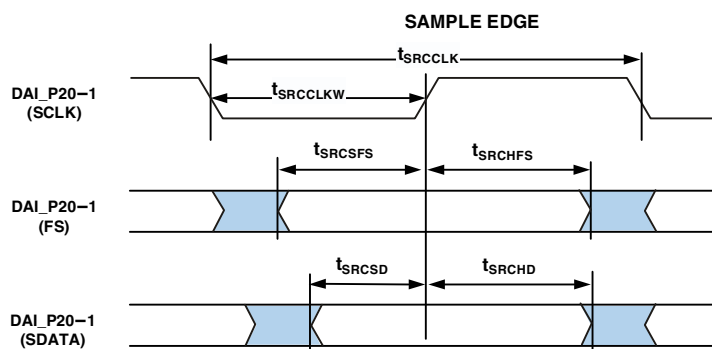 SAMPLE EDGE
tSRCCLK
DAI_P20–1
(SCLK)
tSRCCLKW
tSRCSFS
tSRCHFS
DAI_P20–1
(FS)
tSRCSD
tSRCHD
DAI_P20–1
(SDATA)